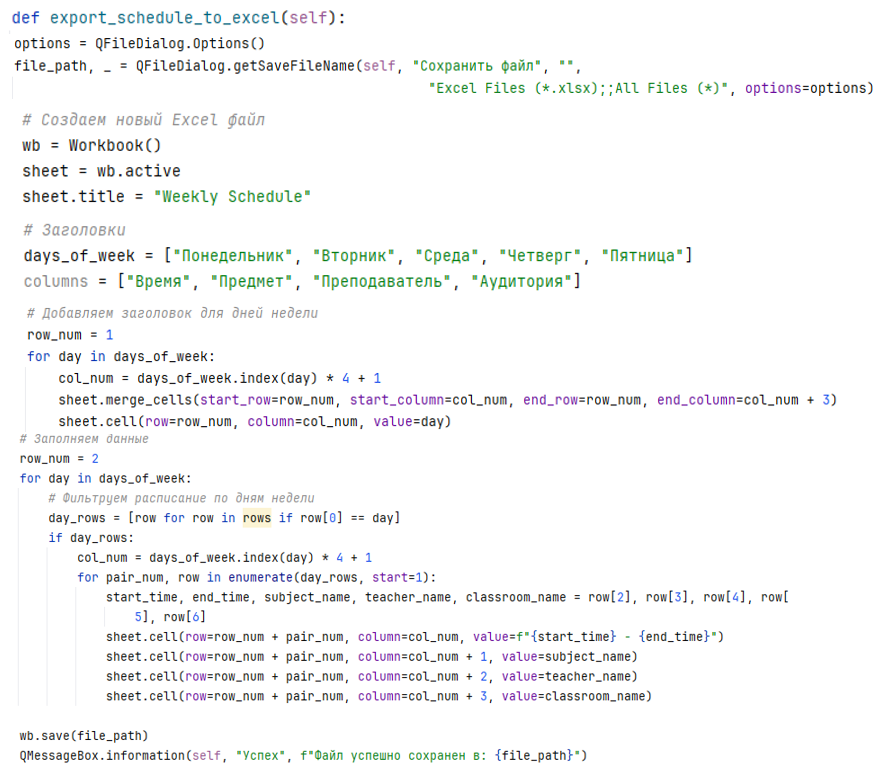 def export_schedule_to_excel(self):
options = QFileDialog.Options()
file_path, _ = QFileDialog.getSaveFileName(self, "Сохранить файл", "",
"Excel Files (*.xlsx);;All Files (*)", options=options)
# Создаем новый Excel файл
wb = Workbook()
sheet = wb.active
sheet.title = "Weekly Schedule"
# Заголовки
days_of_week = ["Понедельник", "Вторник", "Среда", "Четверг", "Пятница"]
columns = ["Время", "Предмет", "Преподаватель", "Аудитория"]
# Добавляем заголовок для дней недели
row_num = 1
for day in days_of_week:
col_num = days_of_week.index(day) * 4 + 1
sheet.merge_cells(start_row=row_num, start_column=col_num, end_row=row_num, end_column=col_num + 3)
sheet.cell(row=row_num, column=col_num, value=day)
# Заполняем данные
row_num = 2
for day in days_of_week:
# Фильтруем расписание по дням недели
day_rows = [row for row in rows if row[0] == day]
if day_rows:
col_num = days_of_week.index(day) * 4 + 1
for pair_num, row in enumerate(day_rows, start=1):
start_time, end_time, subject_name, teacher_name, classroom_name = row[2], row[3], row[4], row[
5], row[6]
sheet.cell(row=row_num + pair_num, column=col_num, value=f"{start_time} - {end_time}")
sheet.cell(row=row_num + pair_num, column=col_num + 1, value=subject_name)
sheet.cell(row=row_num + pair_num, column=col_num + 2, value=teacher_name)
sheet.cell(row=row_num + pair_num, column=col_num + 3, value=classroom_name)
wb.save(file_path)
QMessageBox.information(self, "Успех", f"Файл успешно сохранен в: {file_path}")